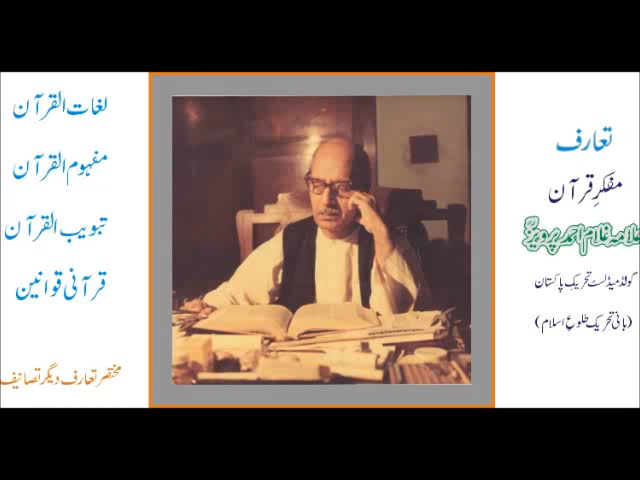 تعارف
مفکرِ قرآن
علامہ غلام احمد پرویزؒ
گولڈ میڈلسٹ تحریکِ پاکستان
(بانی تحریک طلوعِ اسلام)
لغات القرآن
مفہوم القرآن
تبویب القرآن
قرآنی قوانین
مختصر تعارف دیگر تصانیف